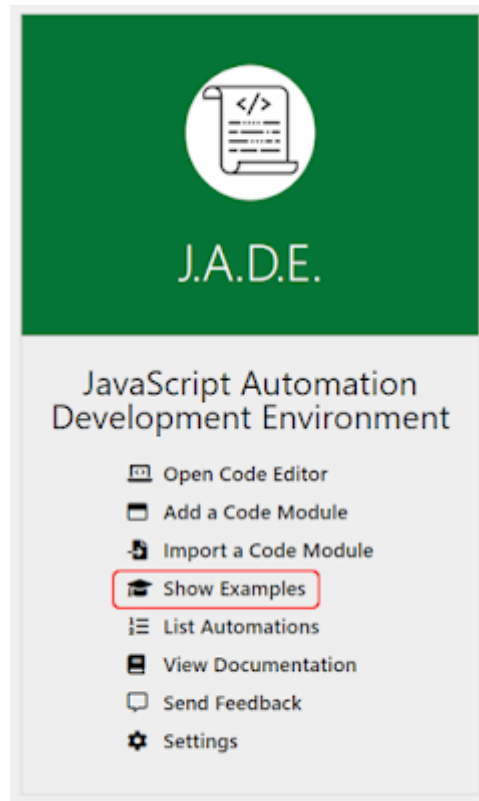 </>
J.A.D.E.
JavaScript Automation
Development Environment
Open Code Editor
Add a Code Module
Import a Code Module
Show Examples
List Automations
View Documentation
Send Feedback
Settings